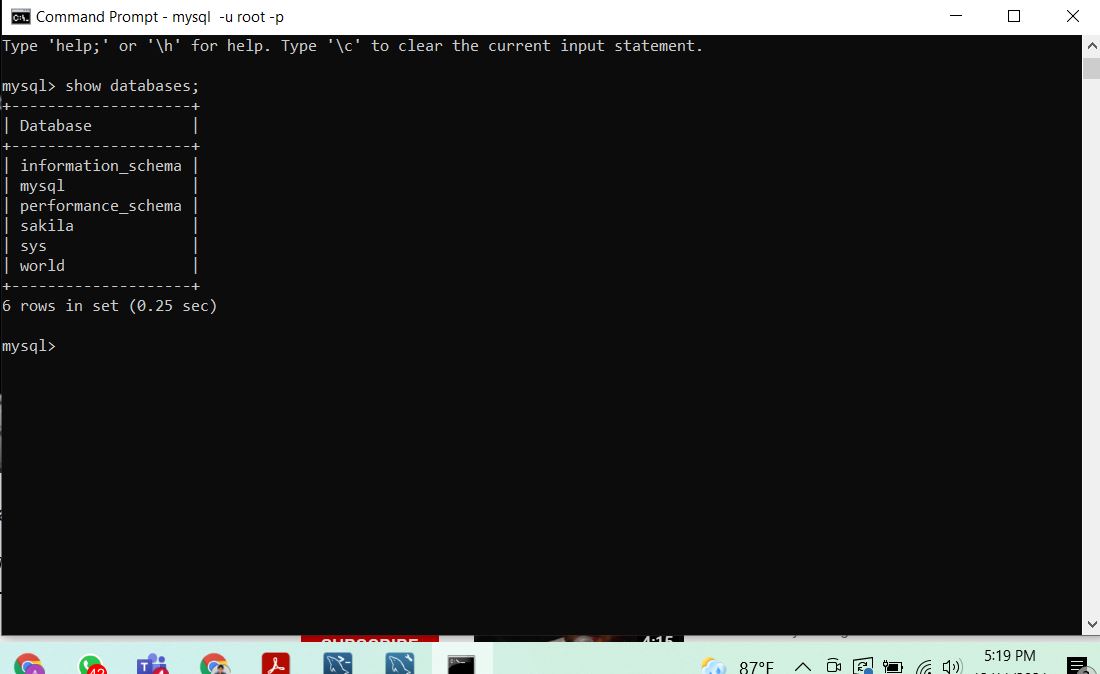 Command Prompt - mysql  -u root -p
Type 'help;' or '\h' for help. Type '\c' to clear the current input statement.
mysql> show databases;
+--------------------+
| Database           |
+--------------------+
| information_schema |
| mysql              |
| performance_schema |
| sakila             |
| sys                |
| world              |
+--------------------+
6 rows in set (0.25 sec)
mysql>
SUBSCRIBE
4:15
87°F
5:19 PM